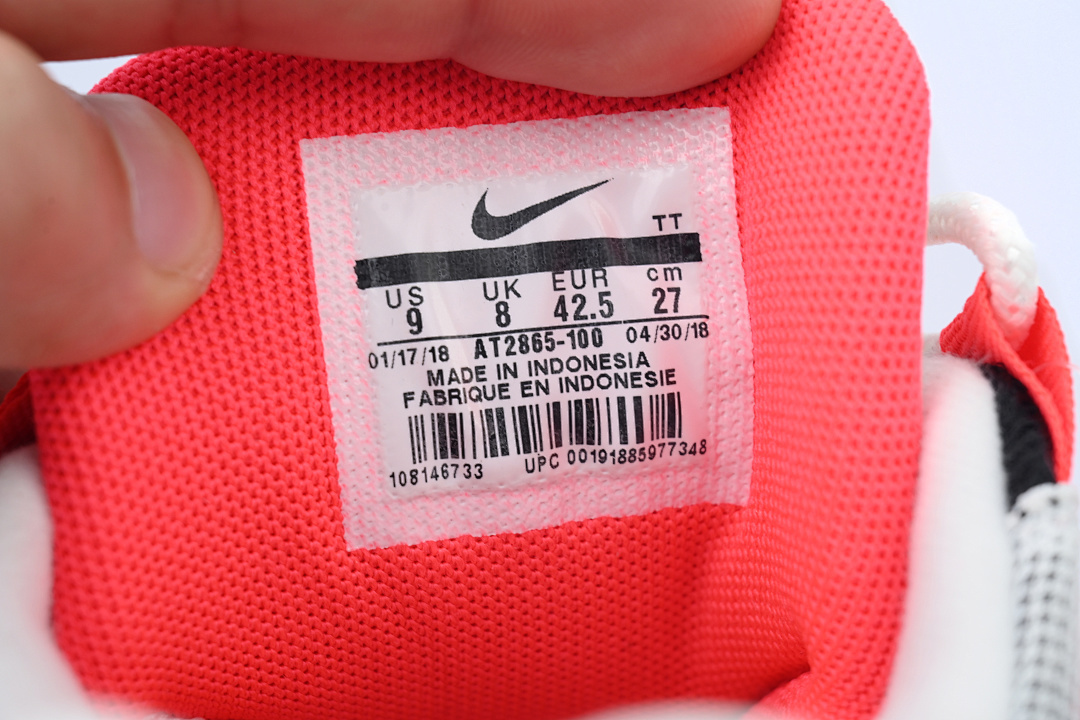 TT
US UK EUR cm
9 8 42.5 27
01/17/18 AT2865-100 04/30/18
MADE IN INDONESIA
FABRIQUE EN INDONESIE
108146733 UPC 00191885977348